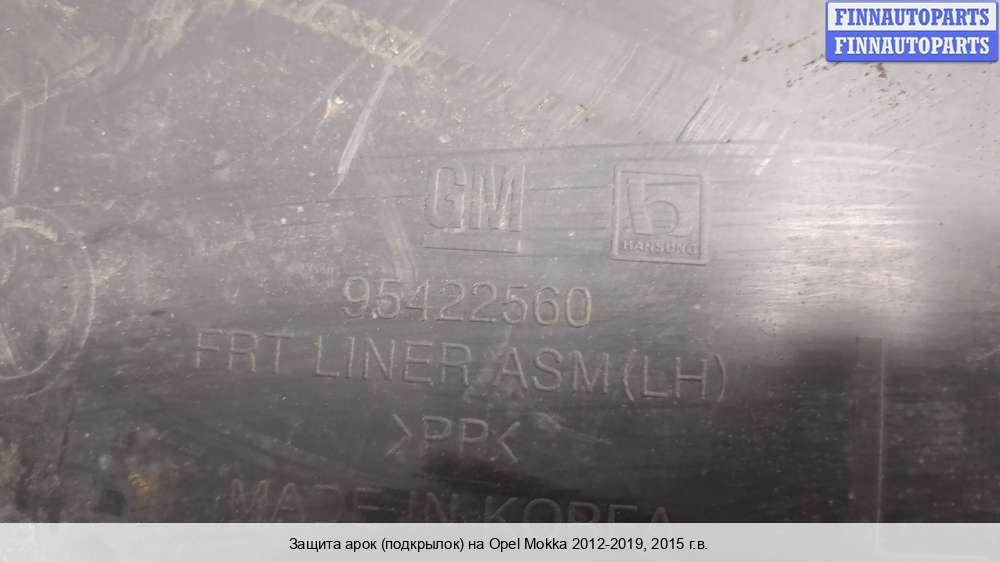 FINNAUTOPARTS
FINNAUTOPARTS
GM
HANSUNG
95422560
FRT LINER ASM(LH)
>PP<
MADE IN KOREA
Защита арок (подкрылок) на Opel Mokka 2012-2019, 2015 г.в.